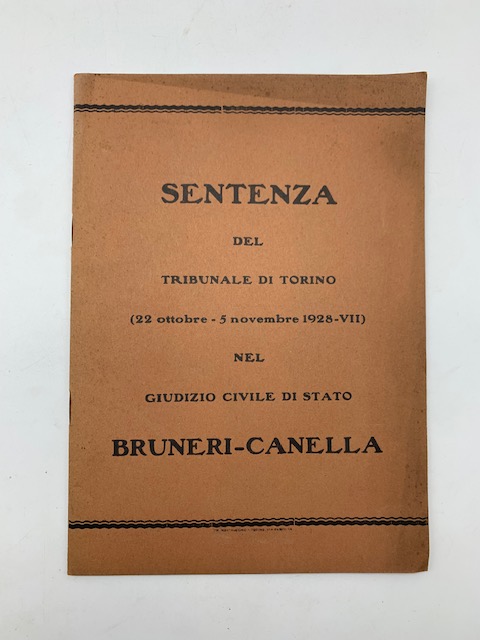 SENTENZA
DEL
TRIBUNALE DI TORINO
(22 ottobre - 5 novembre 1928-VII)
NEL
GIUDIZIO CIVILE DI STATO
BRUNERI-CANELLA